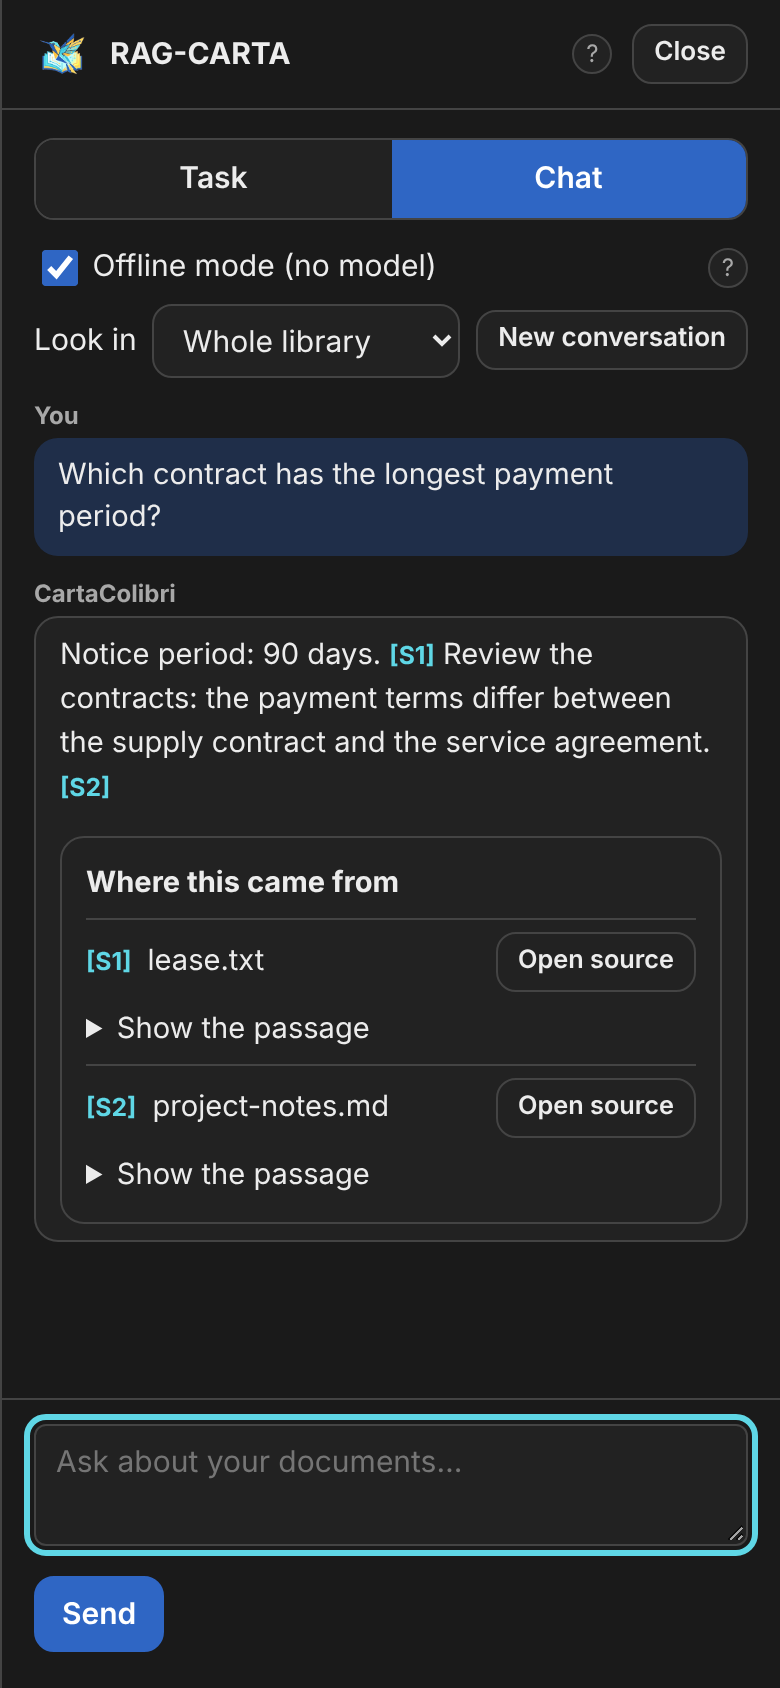 RAG-CARTA
?
Close
Task
Chat
Offline mode (no model)
?
Look in
Whole library
New conversation
You
Which contract has the longest payment
period?
CartaColibri
Notice period: 90 days. [S1] Review the
contracts: the payment terms differ between
the supply contract and the service agreement.
[S2]
Where this came from
[S1] lease.txt
Open source
Show the passage
[S2] project-notes.md
Open source
Show the passage
Ask about your documents...
Send